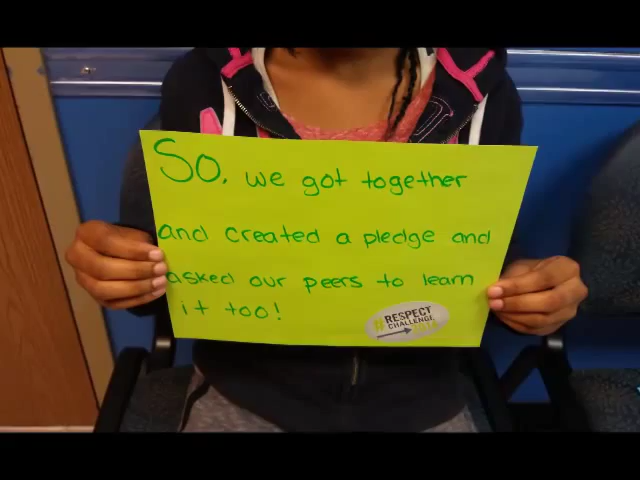 So, we got together
and created a pledge and
asked our peers to learn
it too!
#RESPECT
CHALLENGE